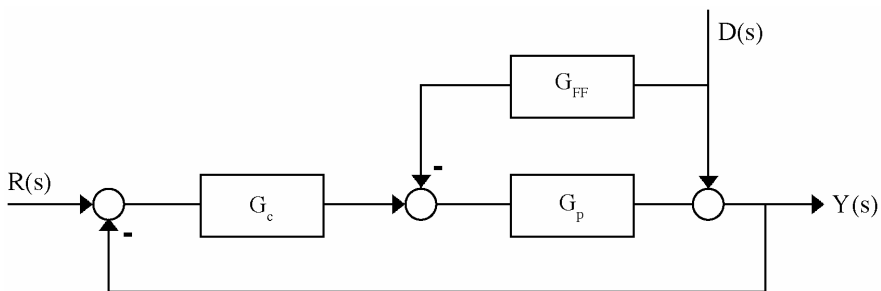 D(s)
G_FF
-
R(s)
G_c
G_p
Y(s)
-